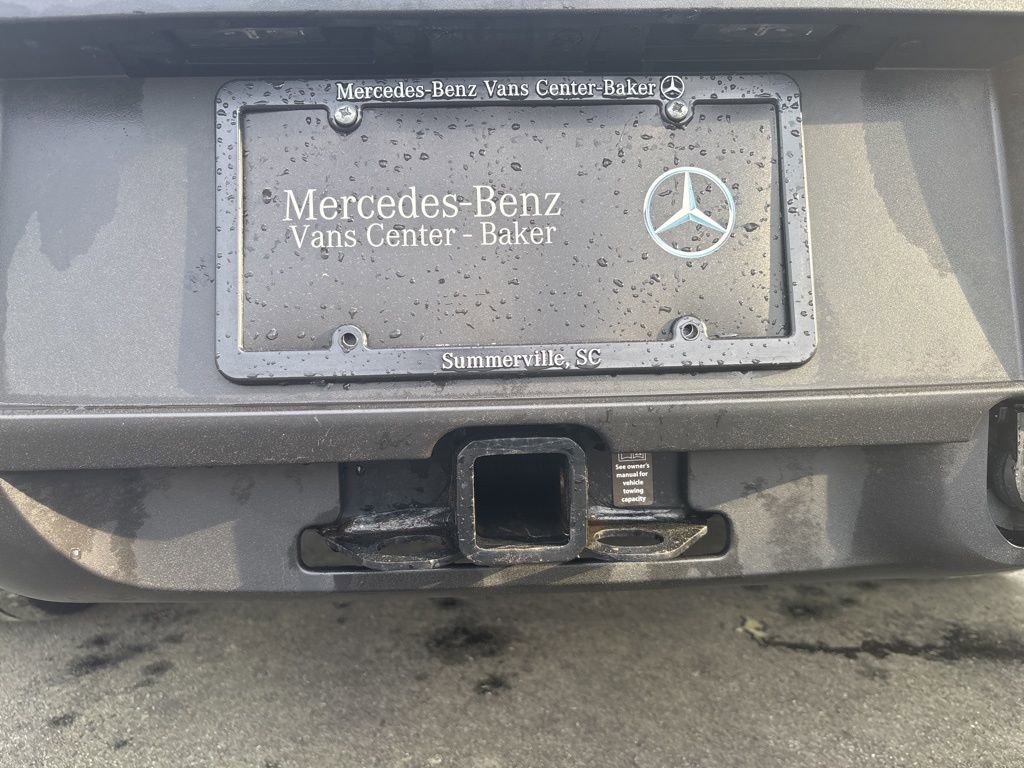 Mercedes-Benz Vans Center-Baker
Mercedes-Benz
Vans Center - Baker
Summerville, SC
See owner's
manual for
vehicle
towing
capacity